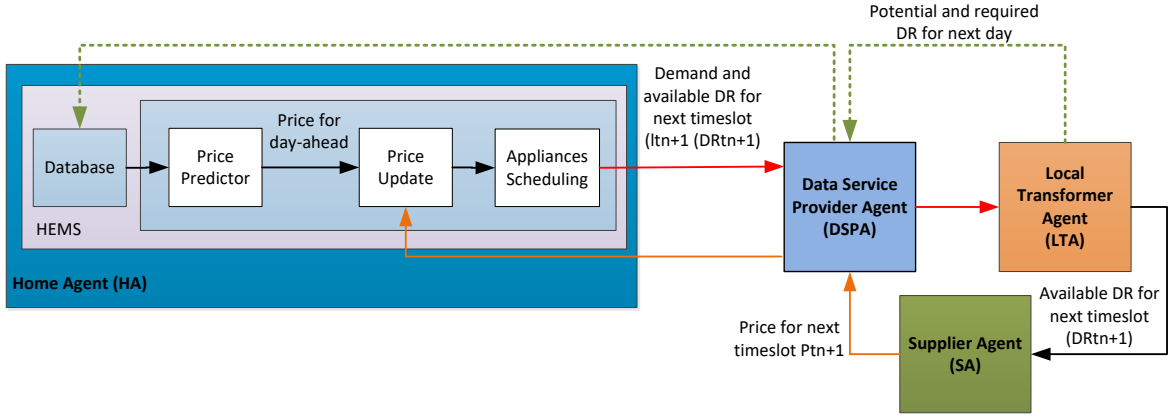 Potential and required
DR for next day
Demand and
available DR for
next timeslot
(ltn+1 (DRtn+1)
Price for
day-ahead
Database
Price
Predictor
Price
Update
Appliances
Scheduling
HEMS
Home Agent (HA)
Data Service
Provider Agent
(DSPA)
Local
Transformer
Agent
(LTA)
Available DR for
next timeslot
(DRtn+1)
Price for next
timeslot Ptn+1
Supplier Agent
(SA)